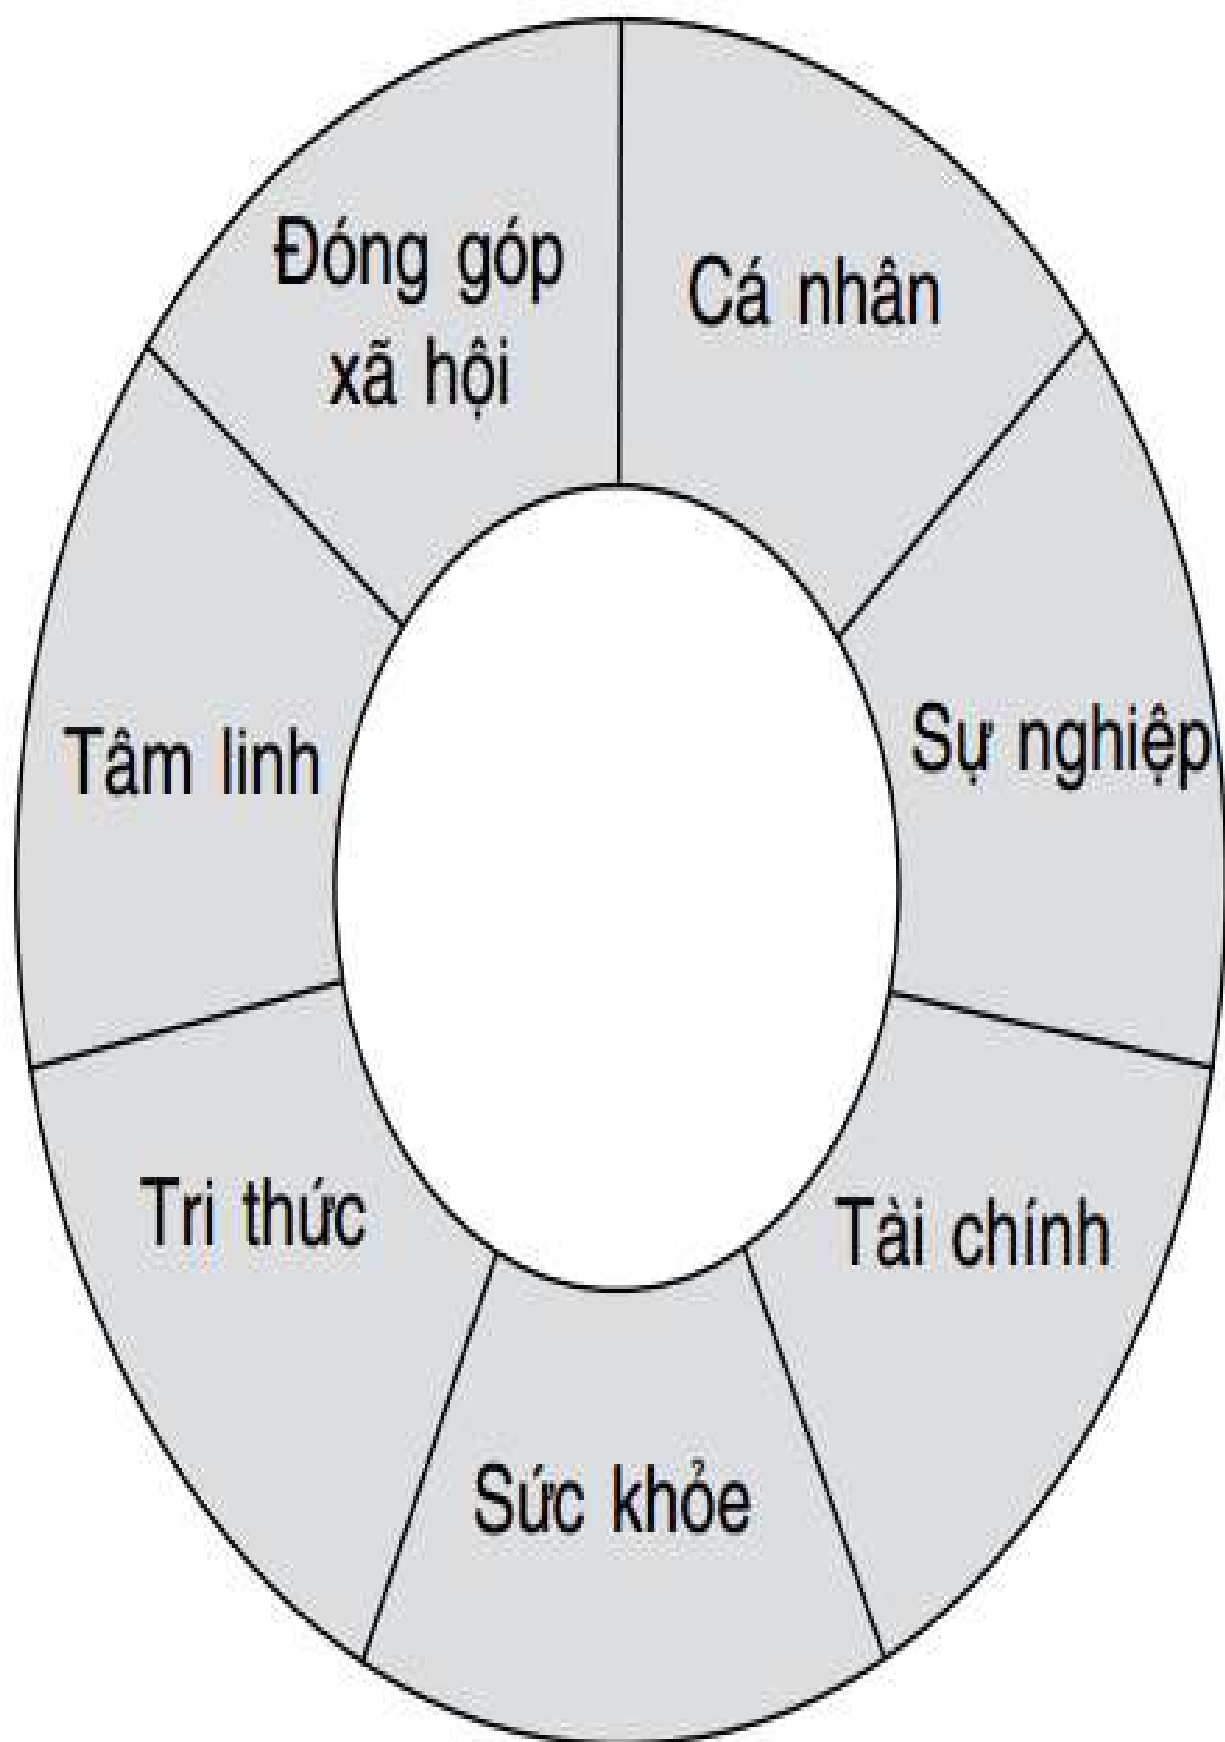 Đóng góp
xã hội
Cá nhân
Sự nghiệp
Tài chính
Sức khỏe
Tri thức
Tâm linh